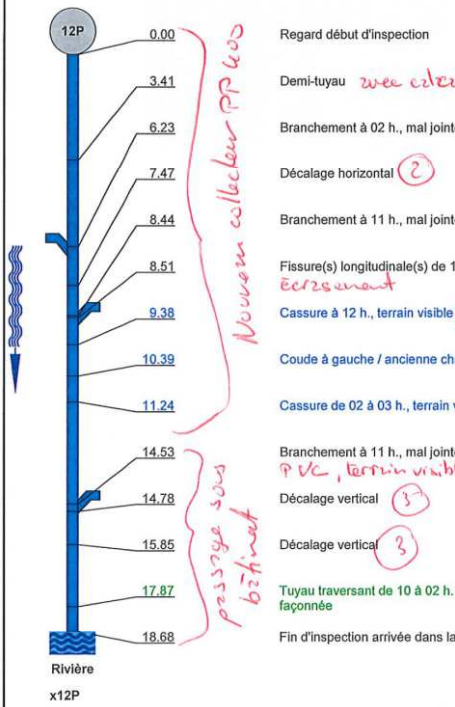 12P
0.00 Regard début d'inspection
3.41 Demi-tuyau avec
6.23 Branchement à 02 h., mal jointé
7.47 Décalage horizontal 2
8.44 Branchement à 11 h., mal jointé
8.51 Fissure(s) longitudinale(s) de 1
Écrasement
9.38 Cassure à 12 h., terrain visible
10.39 Coude à gauche / ancienne ch
11.24 Cassure de 02 à 03 h., terrain v
Nouveau collecteur PP 400
14.53 Branchement à 11 h., mal jointé
PVC, terrain visible
14.78 Décalage vertical 3
15.85 Décalage vertical 3
17.87 Tuyau traversant de 10 à 02 h.
façonnée
18.68 Fin d'inspection arrivée dans la
passage sous
bâtiment
Rivière
x12P